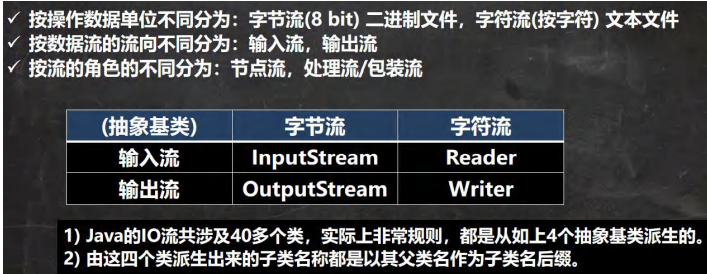 ✓ 按操作数据单位不同分为：字节流(8 bit) 二进制文件，字符流(按字符) 文本文件
✓ 按数据流的流向不同分为：输入流，输出流
✓ 按流的角色的不同分为：节点流，处理流/包装流
(抽象基类) 字节流 字符流
输入流 InputStream Reader
输出流 OutputStream Writer
1) Java的IO流共涉及40多个类，实际上非常规则，都是从如上4个抽象基类派生的。
2) 由这四个类派生出来的子类名称都是以其父类名作为子类名后缀。